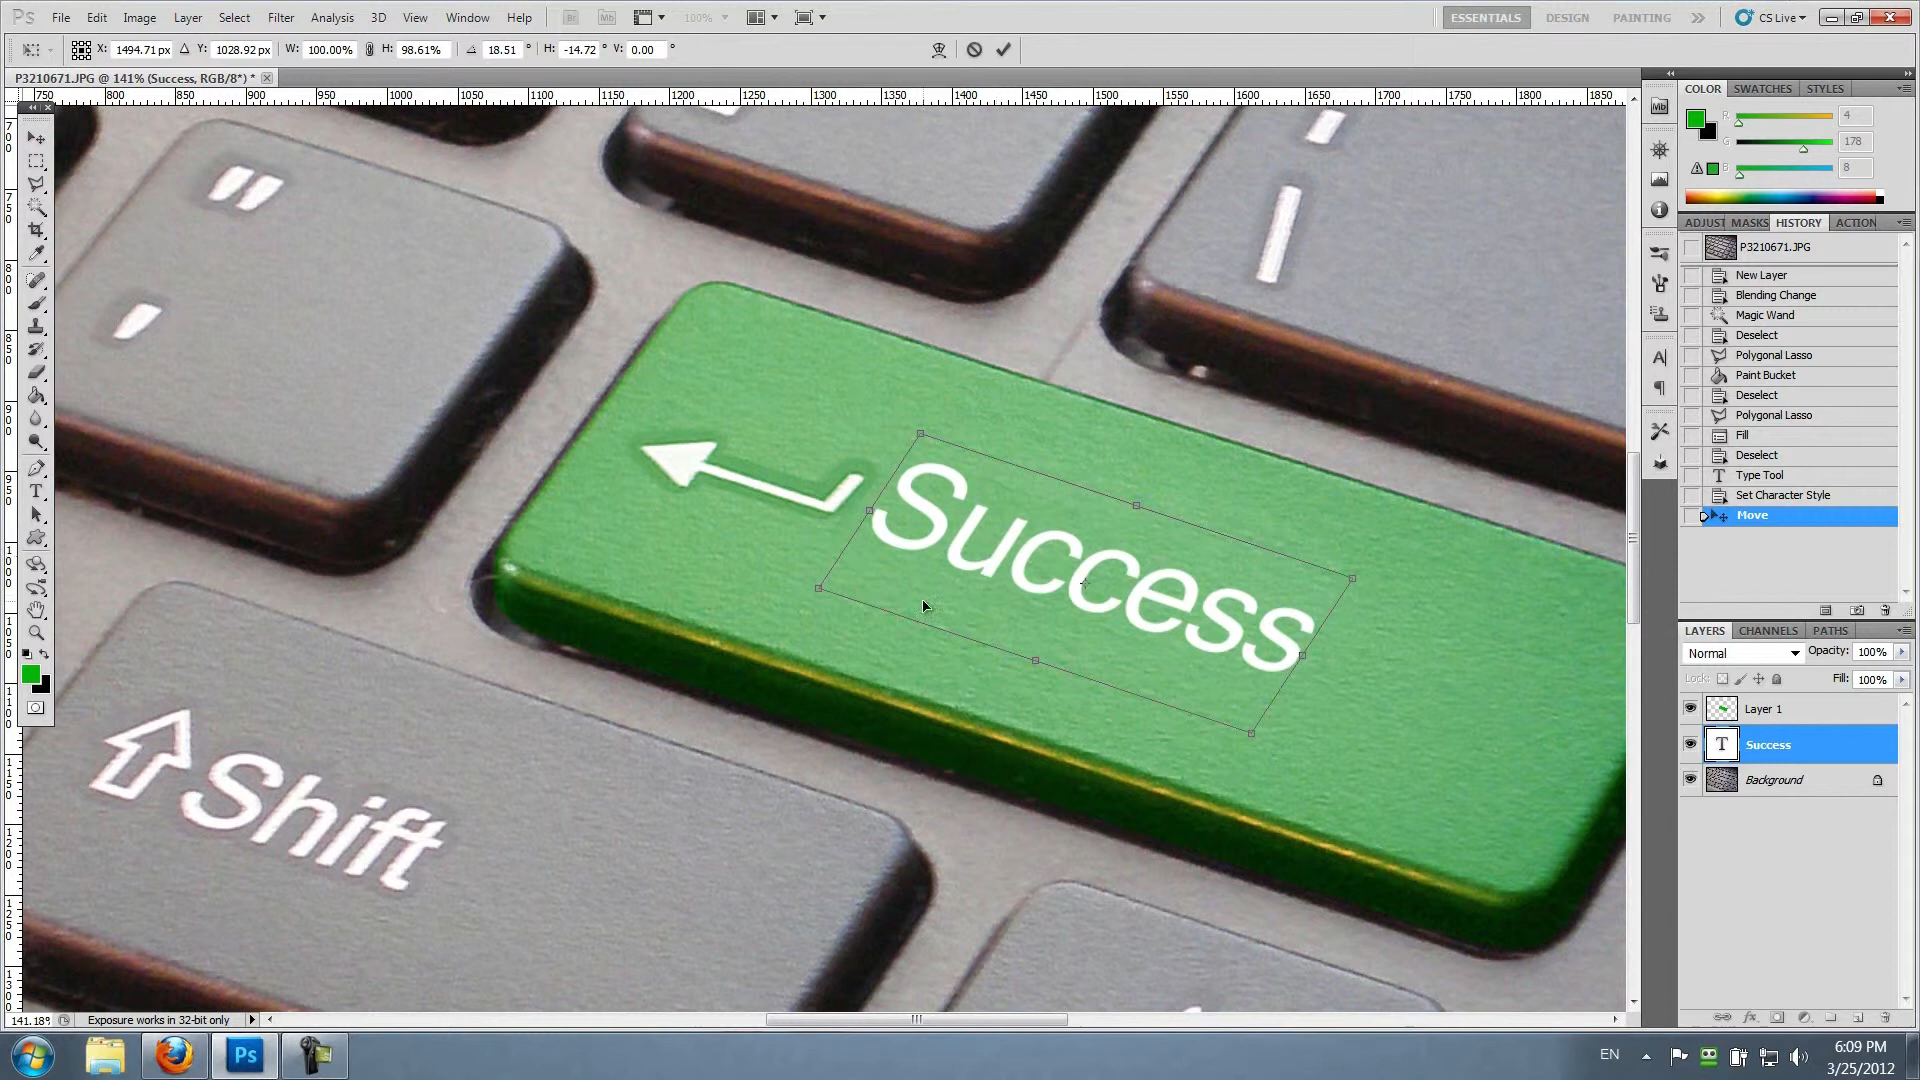 Ps File Edit Image Layer Select Filter Analysis 3D View Window Help Br Mb 100% ESSENTIALS DESIGN PAINTING CS Live
X: 1494.71 px Y: 1028.92 px W: 100.00% H: 98.61% 18.51 ° H: -14.72 ° V: 0.00 °
P3210671.JPG @ 141% (Success, RGB/8*) *
750 800 850 900 950 1000 1050 1100 1150 1200 1250 1300 1350 1400 1450 1500 1550 1600 1650 1700 1750 1800 1850
COLOR SWATCHES STYLES
R 4
G 178
B 8
ADJUST MASKS HISTORY ACTION
P3210671.JPG
New Layer
Blending Change
Magic Wand
Deselect
Polygonal Lasso
Paint Bucket
Deselect
Polygonal Lasso
Fill
Deselect
Type Tool
Set Character Style
Move
LAYERS CHANNELS PATHS
Normal Opacity: 100%
Lock: Fill: 100%
Layer 1
T Success
Background
"
'
Success
Shift
141.18% Exposure works in 32-bit only
Ps EN 6:09 PM
3/25/2012